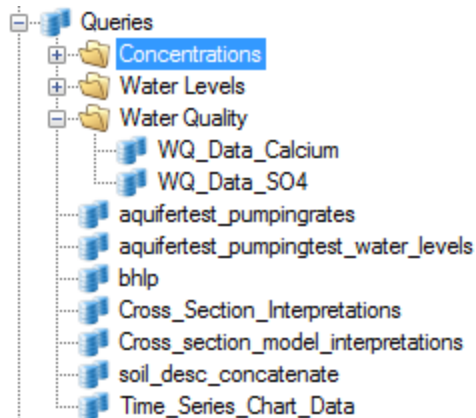 Queries
Concentrations
Water Levels
Water Quality
WQ_Data_Calcium
WQ_Data_SO4
aquifertest_pumpingrates
aquifertest_pumpingtest_water_levels
bhlp
Cross_Section_Interpretations
Cross_section_model_interpretations
soil_desc_concatenate
Time_Series_Chart_Data